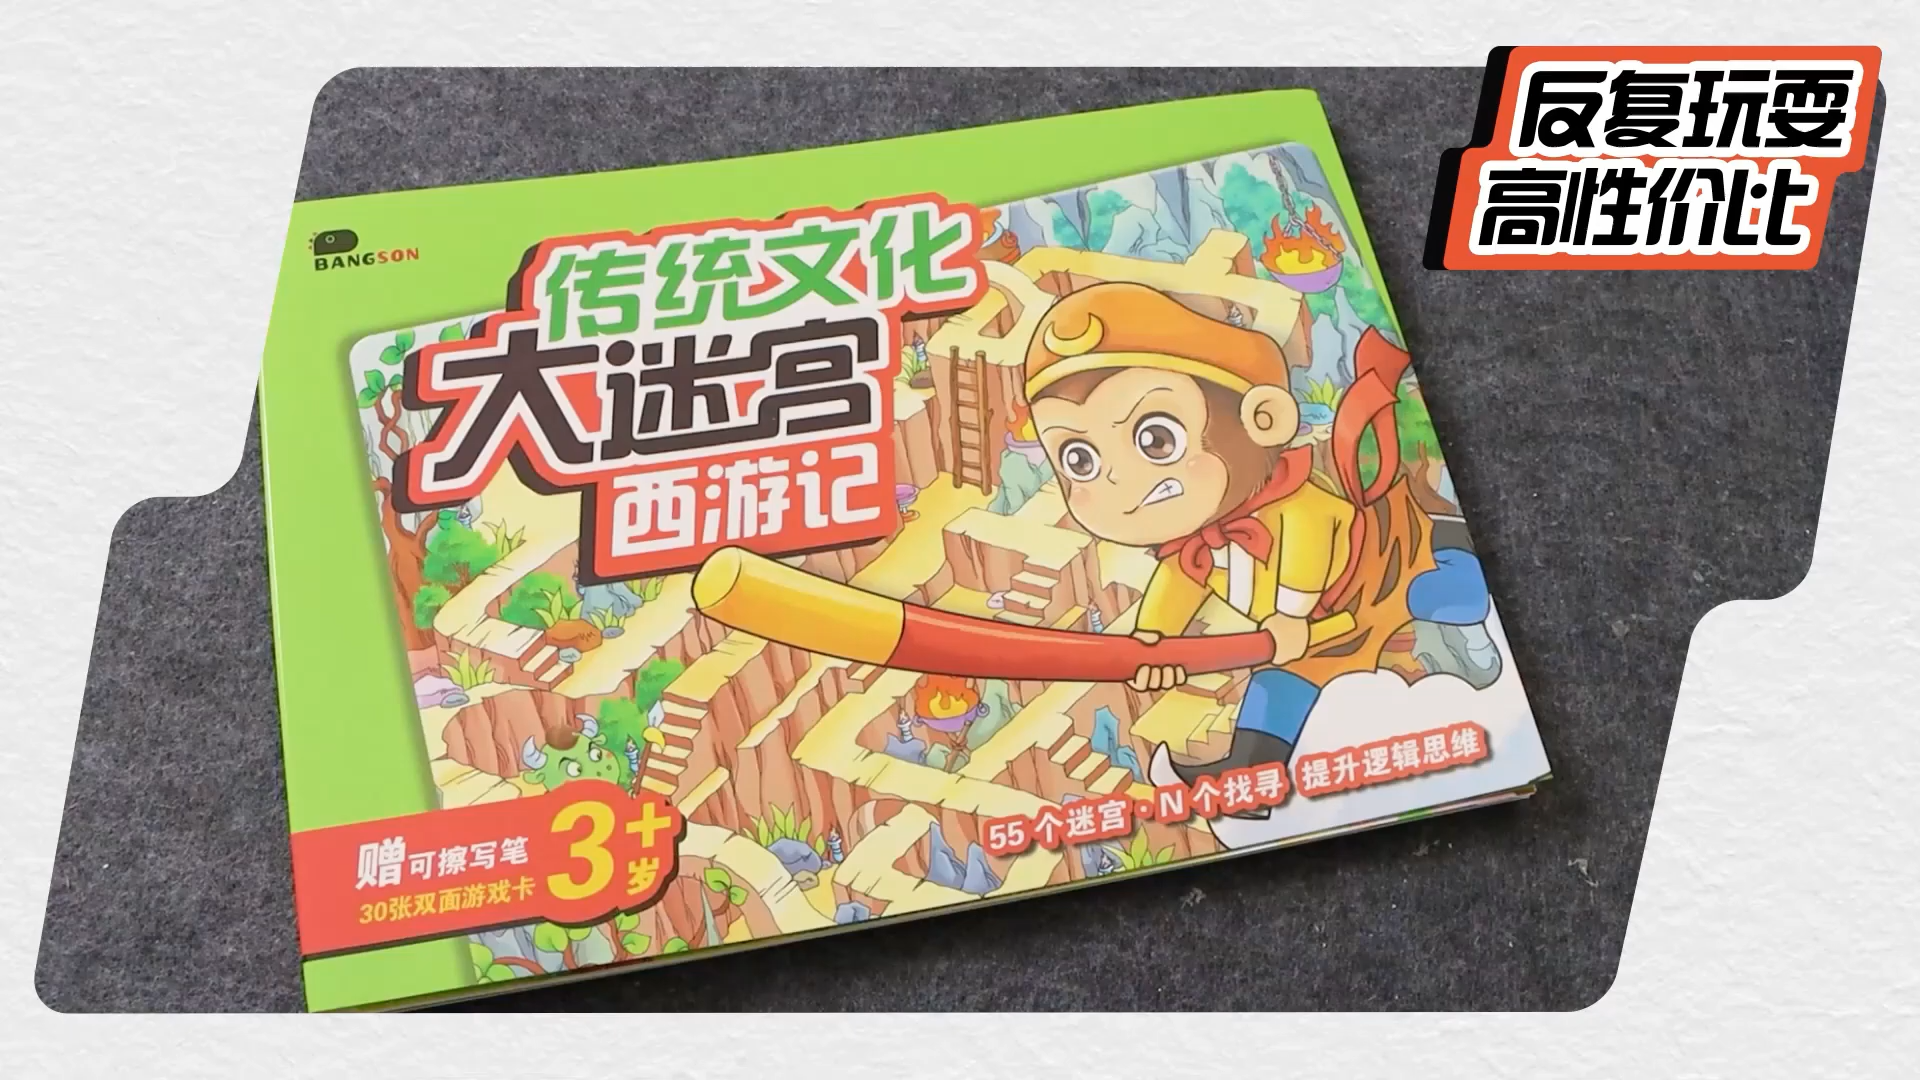 反复玩耍
高性价比
BANGSON
传统文化
大迷宫
西游记
55个迷宫·N个找寻 提升逻辑思维
赠可擦写笔
30张双面游戏卡
3+岁